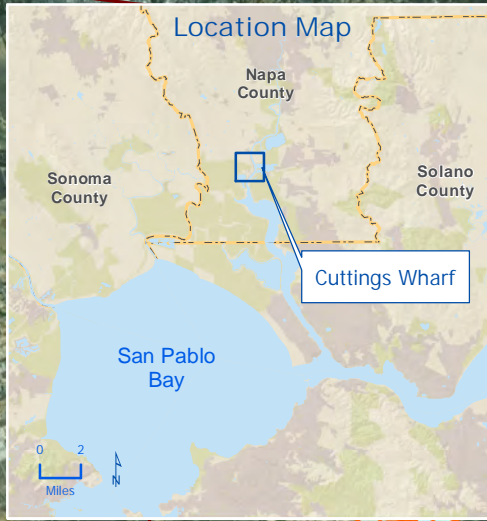 Location Map
Napa
County
Sonoma
County
Solano
County
Cuttings Wharf
San Pablo
Bay
0 2
Miles
N